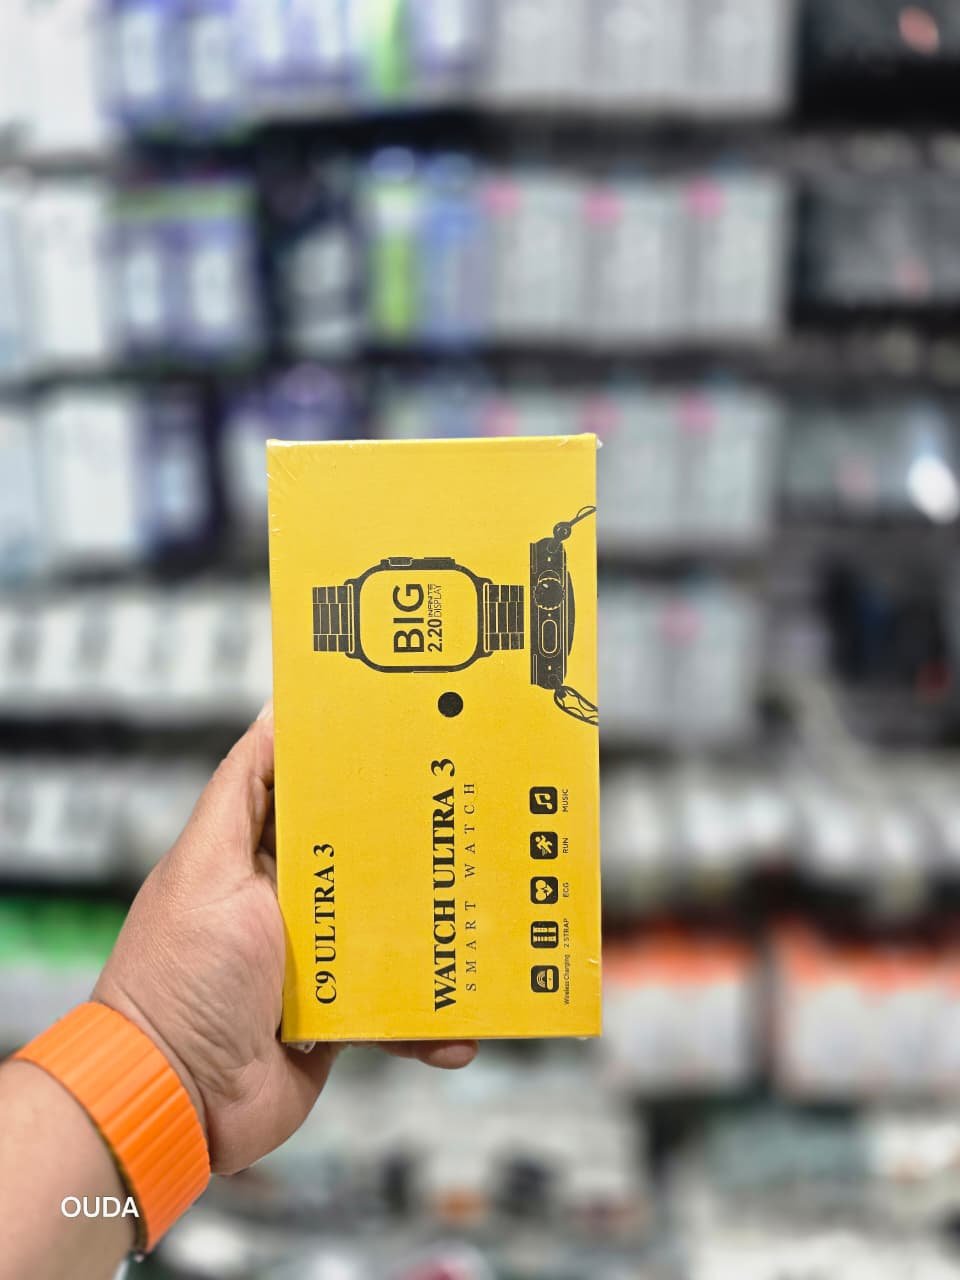 BIG
2.20 INFINITE
DISPLAY
C9 ULTRA 3
WATCH ULTRA 3
SMART WATCH
Wireless Charging
2 STRAP
ECG
RUN
MUSIC
OUDA